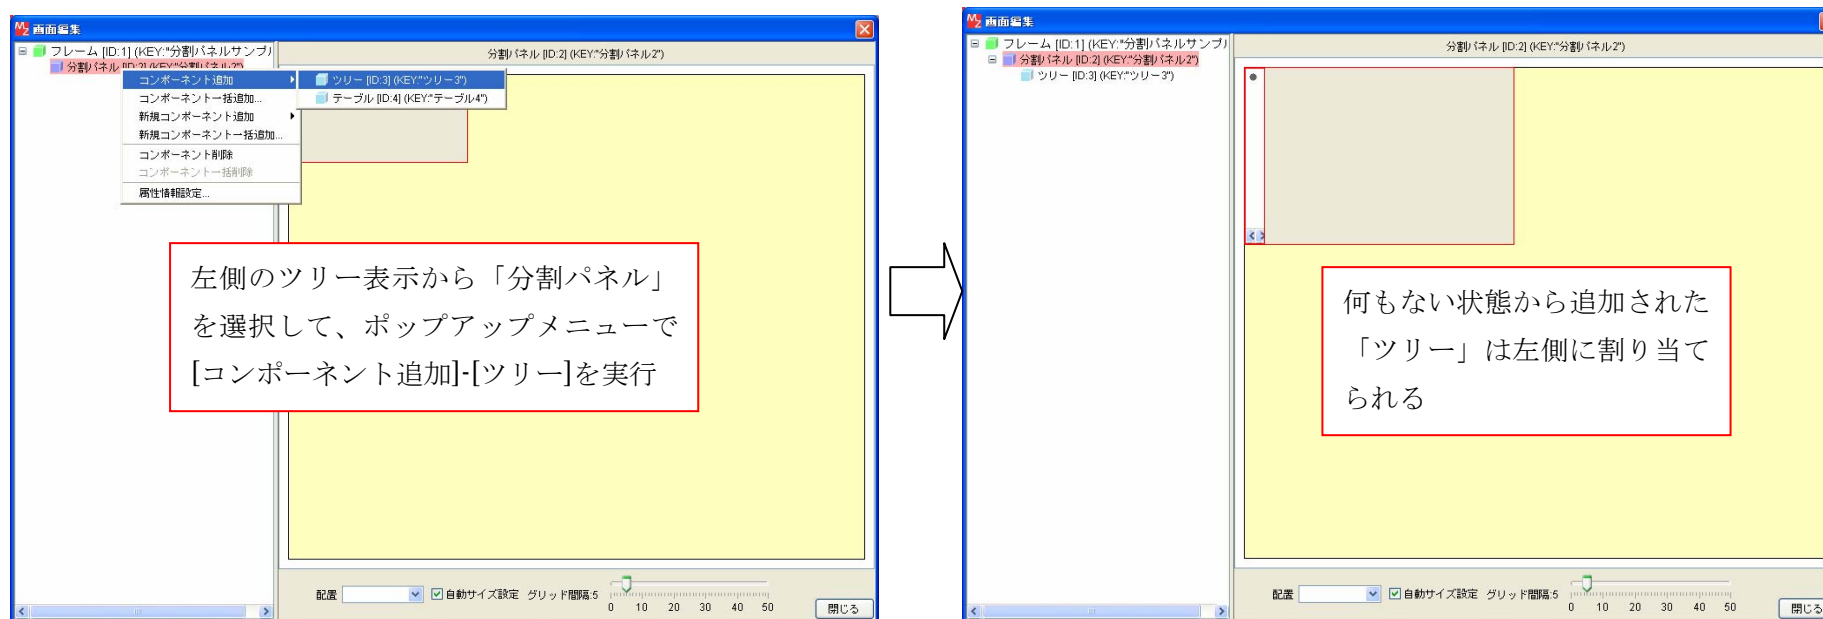 画面編集
フレーム [ID:1] (KEY:"分割パネルサンプル
分割パネル [ID:2] (KEY:"分割パネル2")
コンポーネント追加
コンポーネント一括追加...
新規コンポーネント追加
新規コンポーネント一括追加...
コンポーネント削除
コンポーネント一括削除
属性情報設定...
ツリー [ID:3] (KEY:"ツリー3")
テーブル [ID:4] (KEY:"テーブル4")
分割パネル [ID:2] (KEY:"分割パネル2")
左側のツリー表示から「分割パネル」
を選択して、ポップアップメニューで
[コンポーネント追加]-[ツリー]を実行
配置 自動サイズ設定 グリッド間隔:5
0 10 20 30 40 50
閉じる
画面編集
フレーム [ID:1] (KEY:"分割パネルサンプル
分割パネル [ID:2] (KEY:"分割パネル2")
ツリー [ID:3] (KEY:"ツリー3")
分割パネル [ID:2] (KEY:"分割パネル2")
何もない状態から追加された
「ツリー」は左側に割り当て
られる
配置 自動サイズ設定 グリッド間隔:5
0 10 20 30 40 50
閉じる